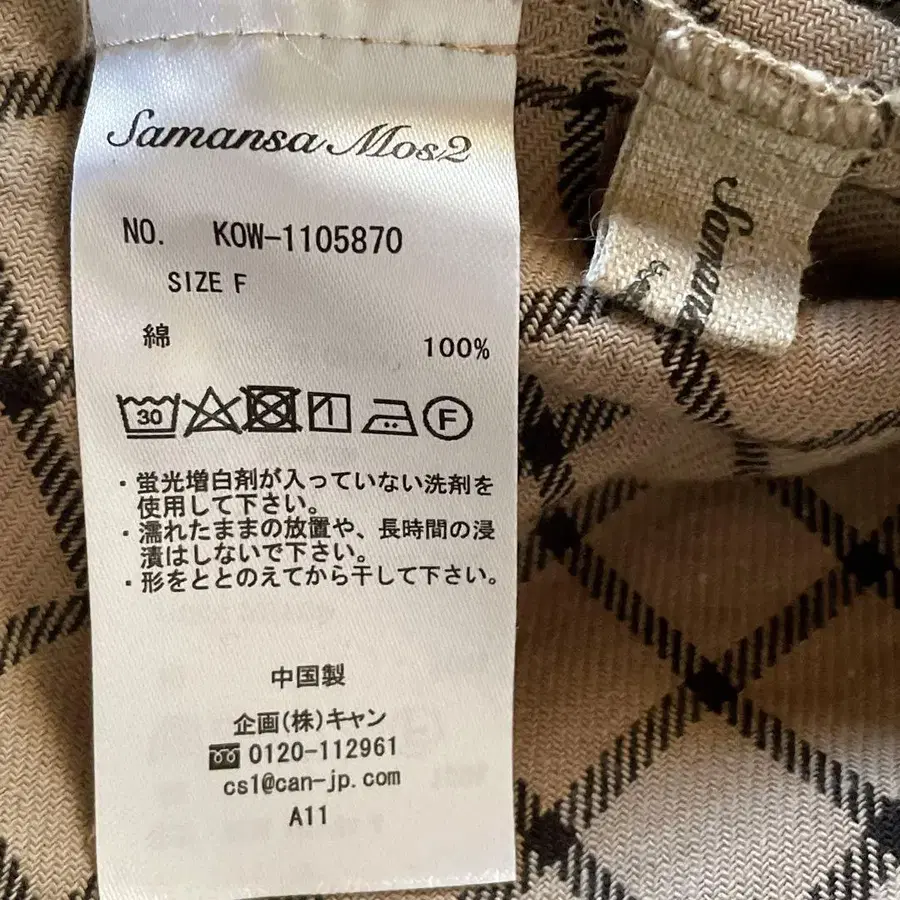 Samansa Mos2
NO. KOW-1105870
SIZE F
綿 100%
30
F
・蛍光増白剤が入っていない洗剤を
使用して下さい。
・濡れたままの放置や、長時間の浸
漬はしないで下さい。
・形をととのえてから干して下さい。
中国製
企画(株)キャン
0120-112961
cs1@can-jp.com
A11
Samans